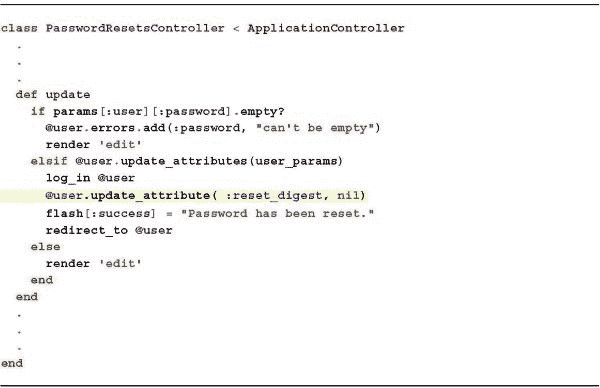 class PasswordResetsController < ApplicationController
  .
  .
  .
  def update
    if params[:user][:password].empty?
      @user.errors.add(:password, "can't be empty")
      render 'edit'
    elsif @user.update_attributes(user_params)
      log_in @user
      @user.update_attribute( :reset_digest, nil)
      flash[:success] = "Password has been reset."
      redirect_to @user
    else
      render 'edit'
    end
  end
  .
  .
  .
end